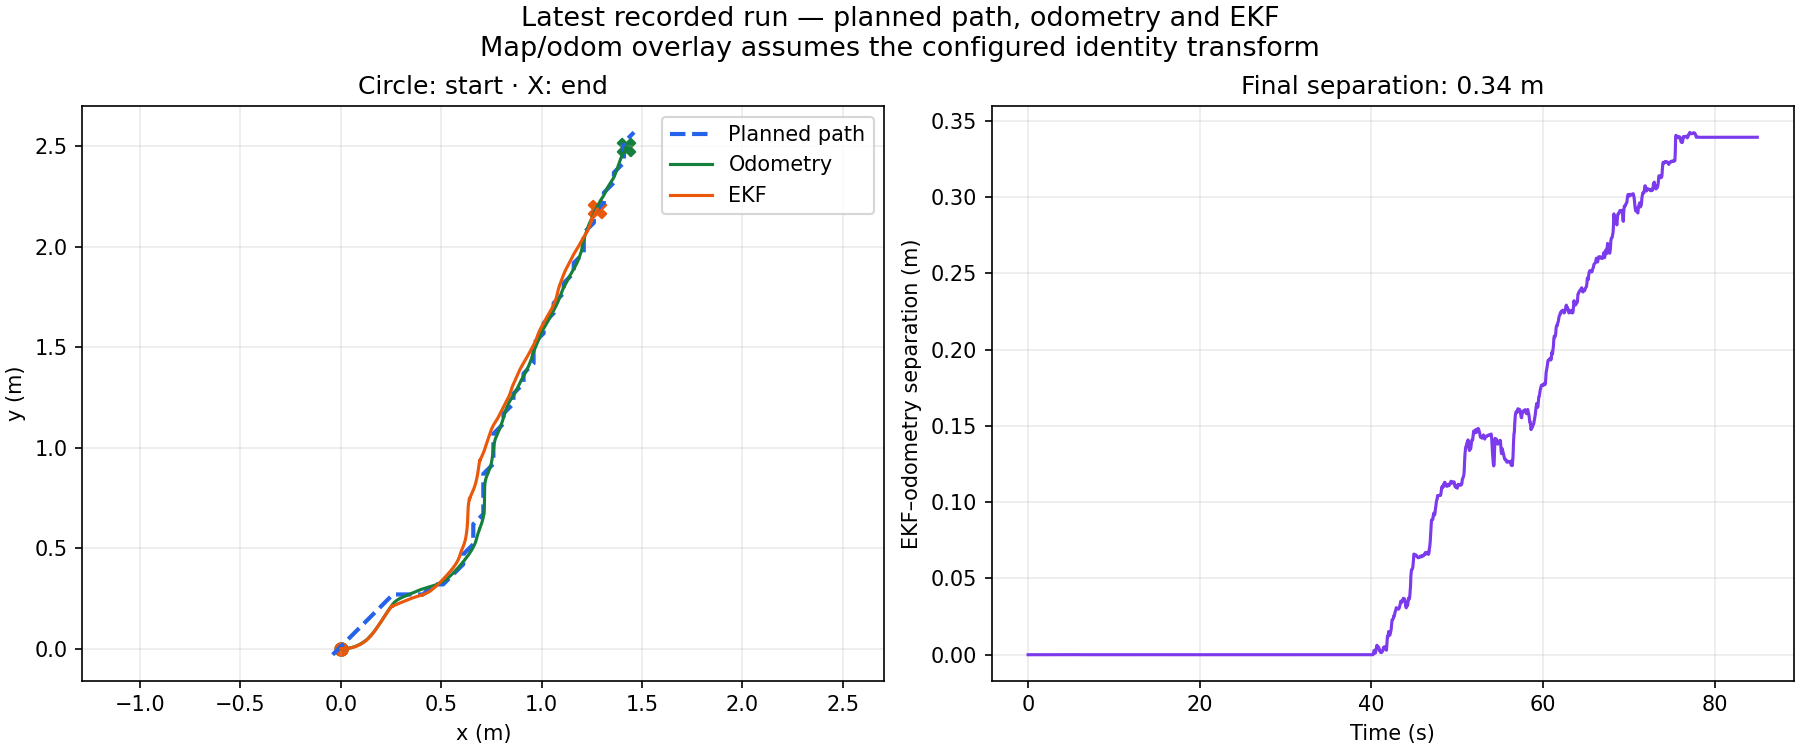 Latest recorded run — planned path, odometry and EKF
Map/odom overlay assumes the configured identity transform
Circle: start · X: end
Planned path
Odometry
EKF
2.5
2.0
1.5
1.0
0.5
0.0
y (m)
−1.0 −0.5 0.0 0.5 1.0 1.5 2.0 2.5
x (m)
Final separation: 0.34 m
0.35
0.30
0.25
0.20
0.15
0.10
0.05
0.00
EKF–odometry separation (m)
0 20 40 60 80
Time (s)